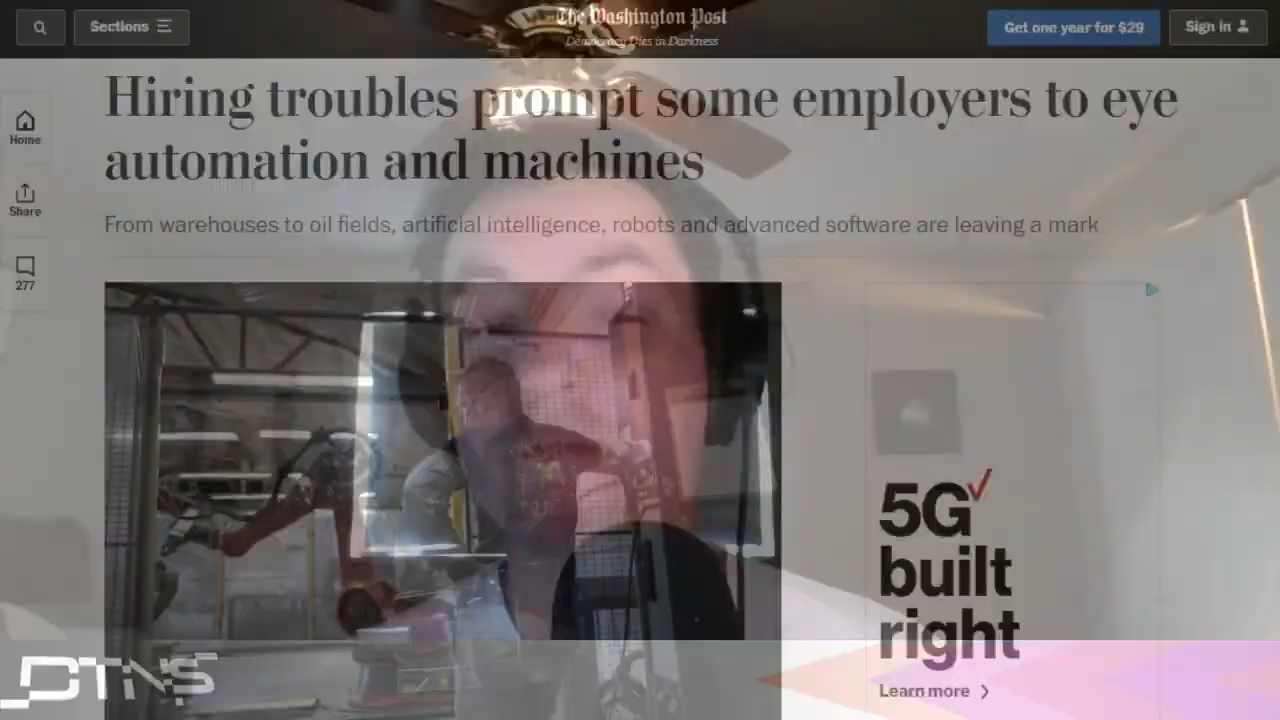 Sections
The Washington Post
Democracy Dies in Darkness
Get one year for $29
Sign in
Hiring troubles prompt some employers to eye
automation and machines
From warehouses to oil fields, artificial intelligence, robots and advanced software are leaving a mark
Home
Share
277
5G
built
right
Learn more
DTNS